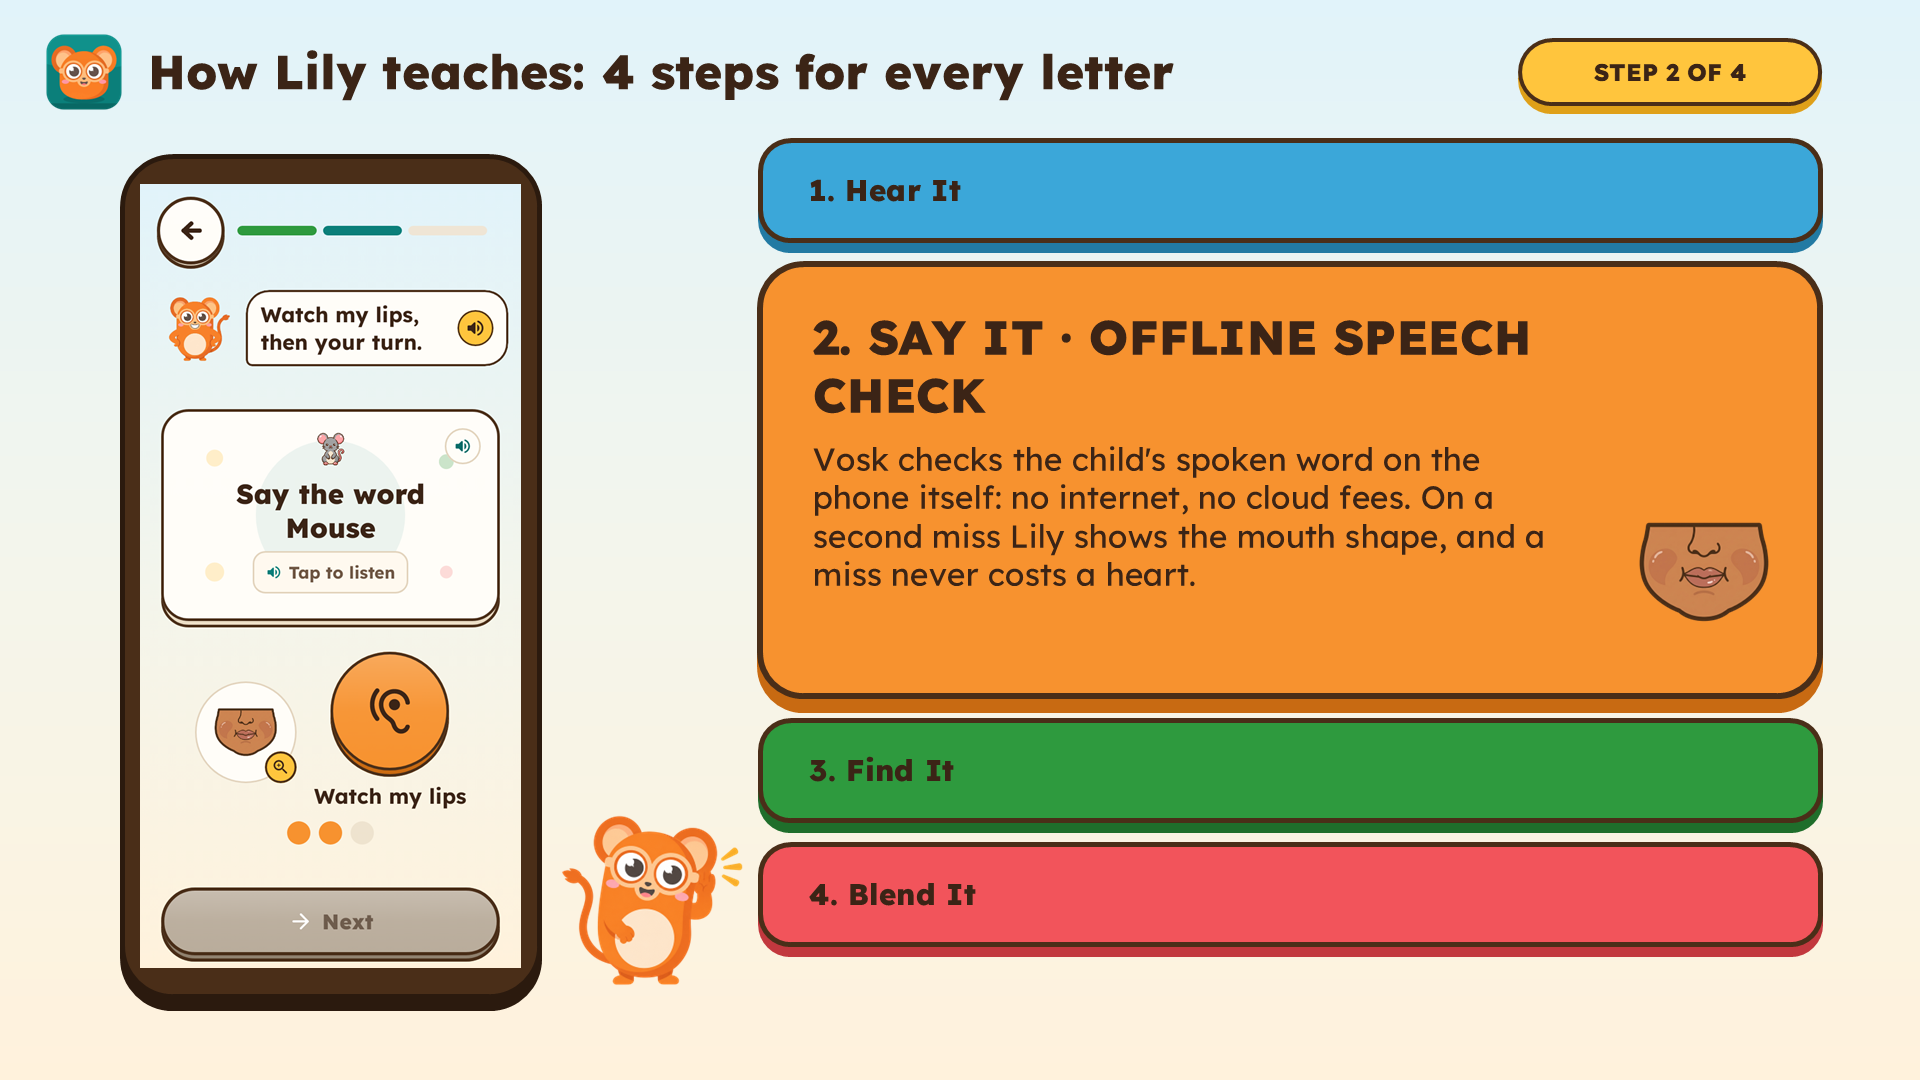 How Lily teaches: 4 steps for every letter
STEP 2 OF 4
Watch my lips,
then your turn.
Say the word
Mouse
Tap to listen
Watch my lips
Next
1. Hear It
2. SAY IT · OFFLINE SPEECH
CHECK
Vosk checks the child's spoken word on the
phone itself: no internet, no cloud fees. On a
second miss Lily shows the mouth shape, and a
miss never costs a heart.
3. Find It
4. Blend It